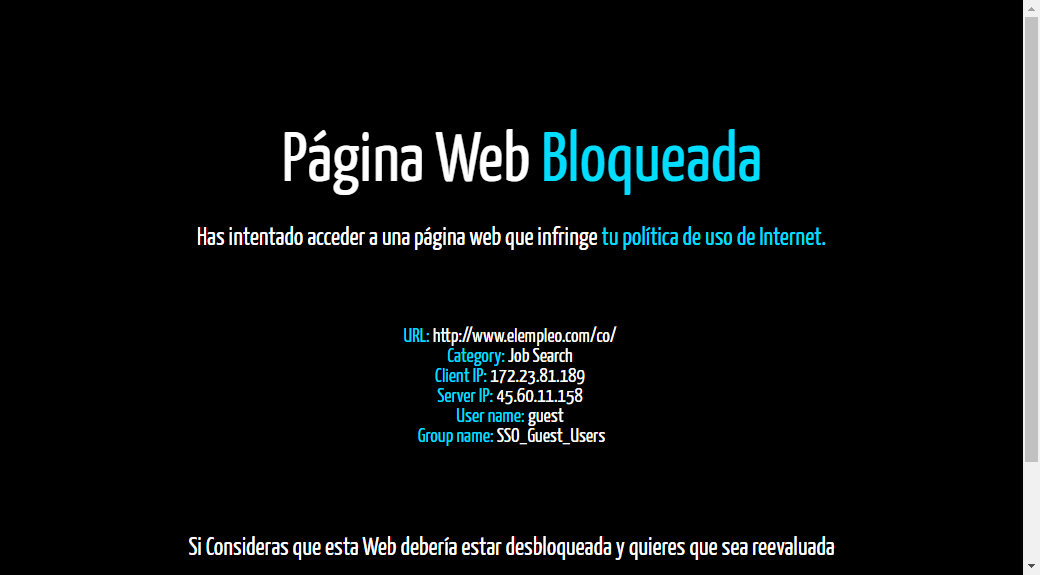 Página Web Bloqueada
Has intentado acceder a una página web que infringe tu política de uso de Internet.
URL: http://www.elempleo.com/co/
Category: Job Search
Client IP: 172.23.81.189
Server IP: 45.60.11.158
User name: guest
Group name: SSO_Guest_Users
Si Consideras que esta Web debería estar desbloqueada y quieres que sea reevaluada